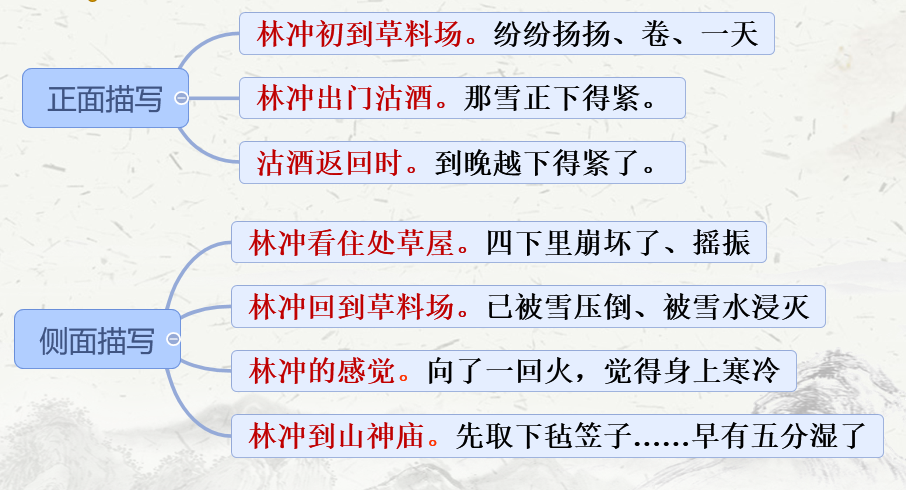 正面描写
林冲初到草料场。纷纷扬扬、卷、一天
林冲出门沽酒。那雪正下得紧。
沽酒返回时。到晚越下得紧了。
侧面描写
林冲看住处草屋。四下里崩坏了、摇振
林冲回到草料场。已被雪压倒、被雪水浸灭
林冲的感觉。向了一回火，觉得身上寒冷
林冲到山神庙。先取下毡笠子......早有五分湿了